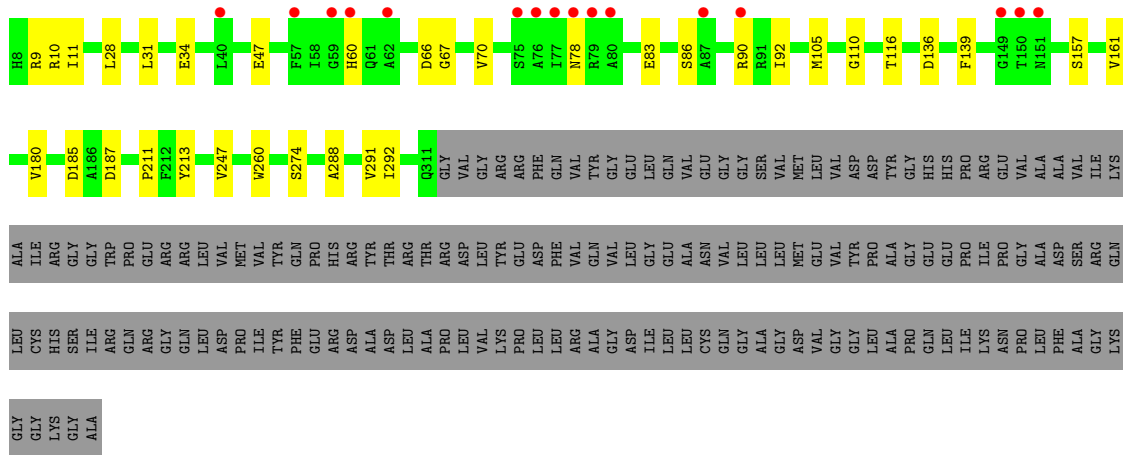 H8 R9 R10 I11 L28 L31 E34 L40 E47 F57 I58 G59 H60 Q61 A62 D66 G67 V70 S75 A76 I77 N78 R79 A80 E83 S86 A87 R90 R91 I92 M105 G110 T116 D136 F139 G149 T150 N151 S157 V161
V180 D185 A186 D187 P211 F212 Y213 V247 W260 S274 A288 V291 I292 Q311 GLY VAL GLY ARG ARG PHE GLN VAL TYR GLY GLU LEU GLN VAL GLU GLY GLY SER VAL MET LEU VAL ASP ASP TYR GLY HIS HIS PRO ARG GLU VAL ALA ALA VAL ILE LYS
ALA ILE ARG GLY GLY TRP PRO GLU ARG ARG LEU VAL MET VAL TYR GLN PRO HIS ARG TYR THR ARG THR ARG ASP LEU TYR GLU ASP PHE VAL GLN VAL LEU GLY GLU ALA ASN VAL LEU LEU LEU MET GLU VAL TYR PRO ALA GLY GLU GLU PRO ILE PRO GLY ALA ASP SER ARG GLN
LEU CYS HIS SER ILE ARG GLN ARG GLY GLN LEU ASP PRO ILE TYR PHE GLU ARG ASP ALA ASP LEU ALA PRO LEU VAL LYS PRO LEU LEU ARG ALA GLY ASP ILE LEU LEU CYS GLN GLY ALA GLY ASP VAL GLY GLY LEU ALA PRO GLN LEU ILE LYS ASN PRO LEU PHE ALA GLY LYS
GLY GLY LYS GLY ALA